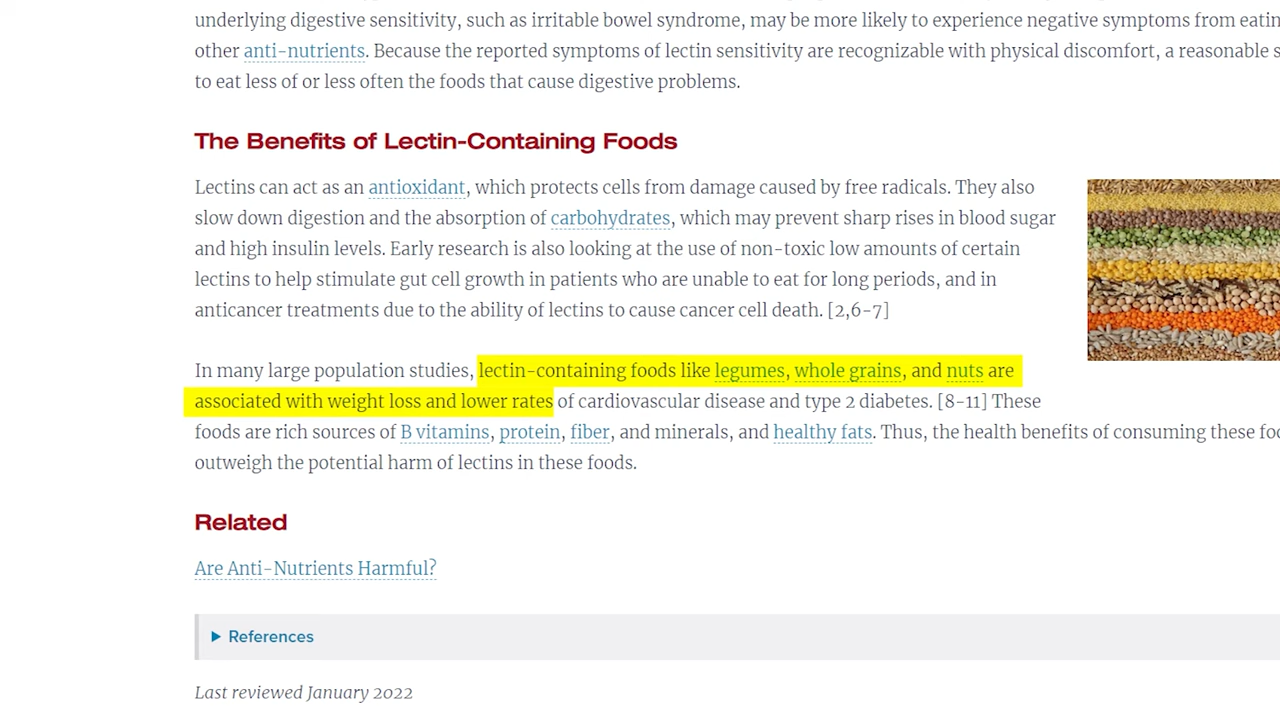 underlying digestive sensitivity, such as irritable bowel syndrome, may be more likely to experience negative symptoms from
other anti-nutrients. Because the reported symptoms of lectin sensitivity are recognizable with physical discomfort, a reasonable
to eat less of or less often the foods that cause digestive problems.
The Benefits of Lectin-Containing Foods
Lectins can act as an antioxidant, which protects cells from damage caused by free radicals. They also
slow down digestion and the absorption of carbohydrates, which may prevent sharp rises in blood sugar
and high insulin levels. Early research is also looking at the use of non-toxic low amounts of certain
lectins to help stimulate gut cell growth in patients who are unable to eat for long periods, and in
anticancer treatments due to the ability of lectins to cause cancer cell death. [2,6-7]
In many large population studies, lectin-containing foods like legumes, whole grains, and nuts are
associated with weight loss and lower rates of cardiovascular disease and type 2 diabetes. [8-11] These
foods are rich sources of B vitamins, protein, fiber, and minerals, and healthy fats. Thus, the health benefits of consuming these
outweigh the potential harm of lectins in these foods.
Related
Are Anti-Nutrients Harmful?
References
Last reviewed January 2022